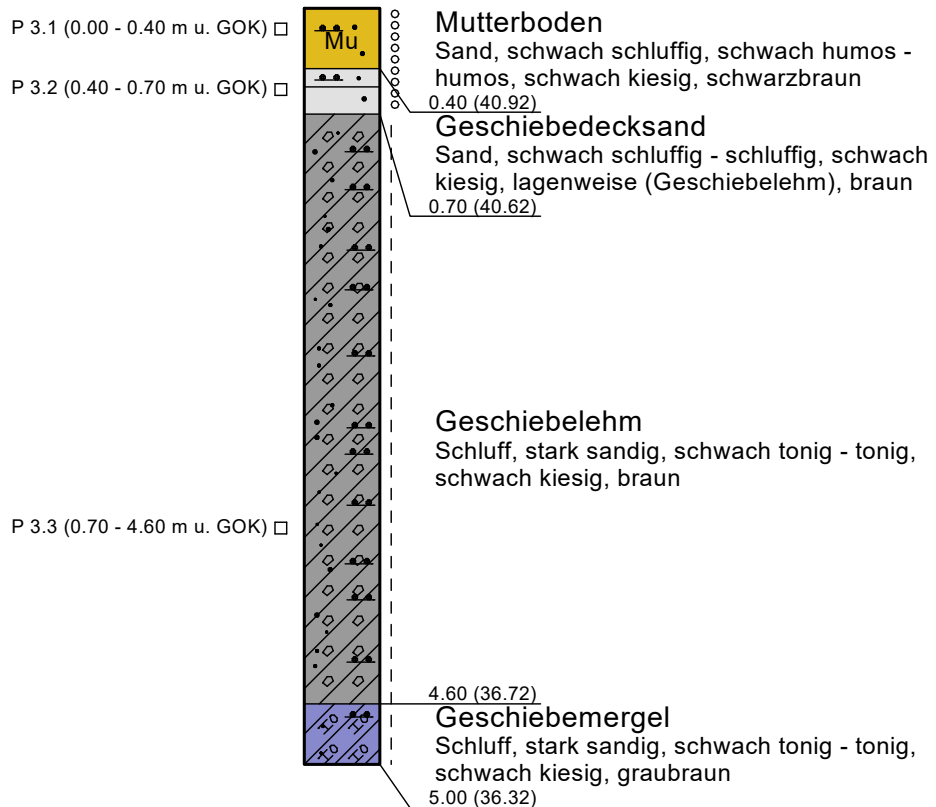 P 3.1 (0.00 - 0.40 m u. GOK)
Mu
Mutterboden
Sand, schwach schluffig, schwach humos -
humos, schwach kiesig, schwarzbraun
0.40 (40.92)
P 3.2 (0.40 - 0.70 m u. GOK)
Geschiebedecksand
Sand, schwach schluffig - schluffig, schwach
kiesig, lagenweise (Geschiebelehm), braun
0.70 (40.62)
Geschiebelehm
Schluff, stark sandig, schwach tonig - tonig,
schwach kiesig, braun
P 3.3 (0.70 - 4.60 m u. GOK)
4.60 (36.72)
Geschiebemergel
Schluff, stark sandig, schwach tonig - tonig,
schwach kiesig, graubraun
5.00 (36.32)